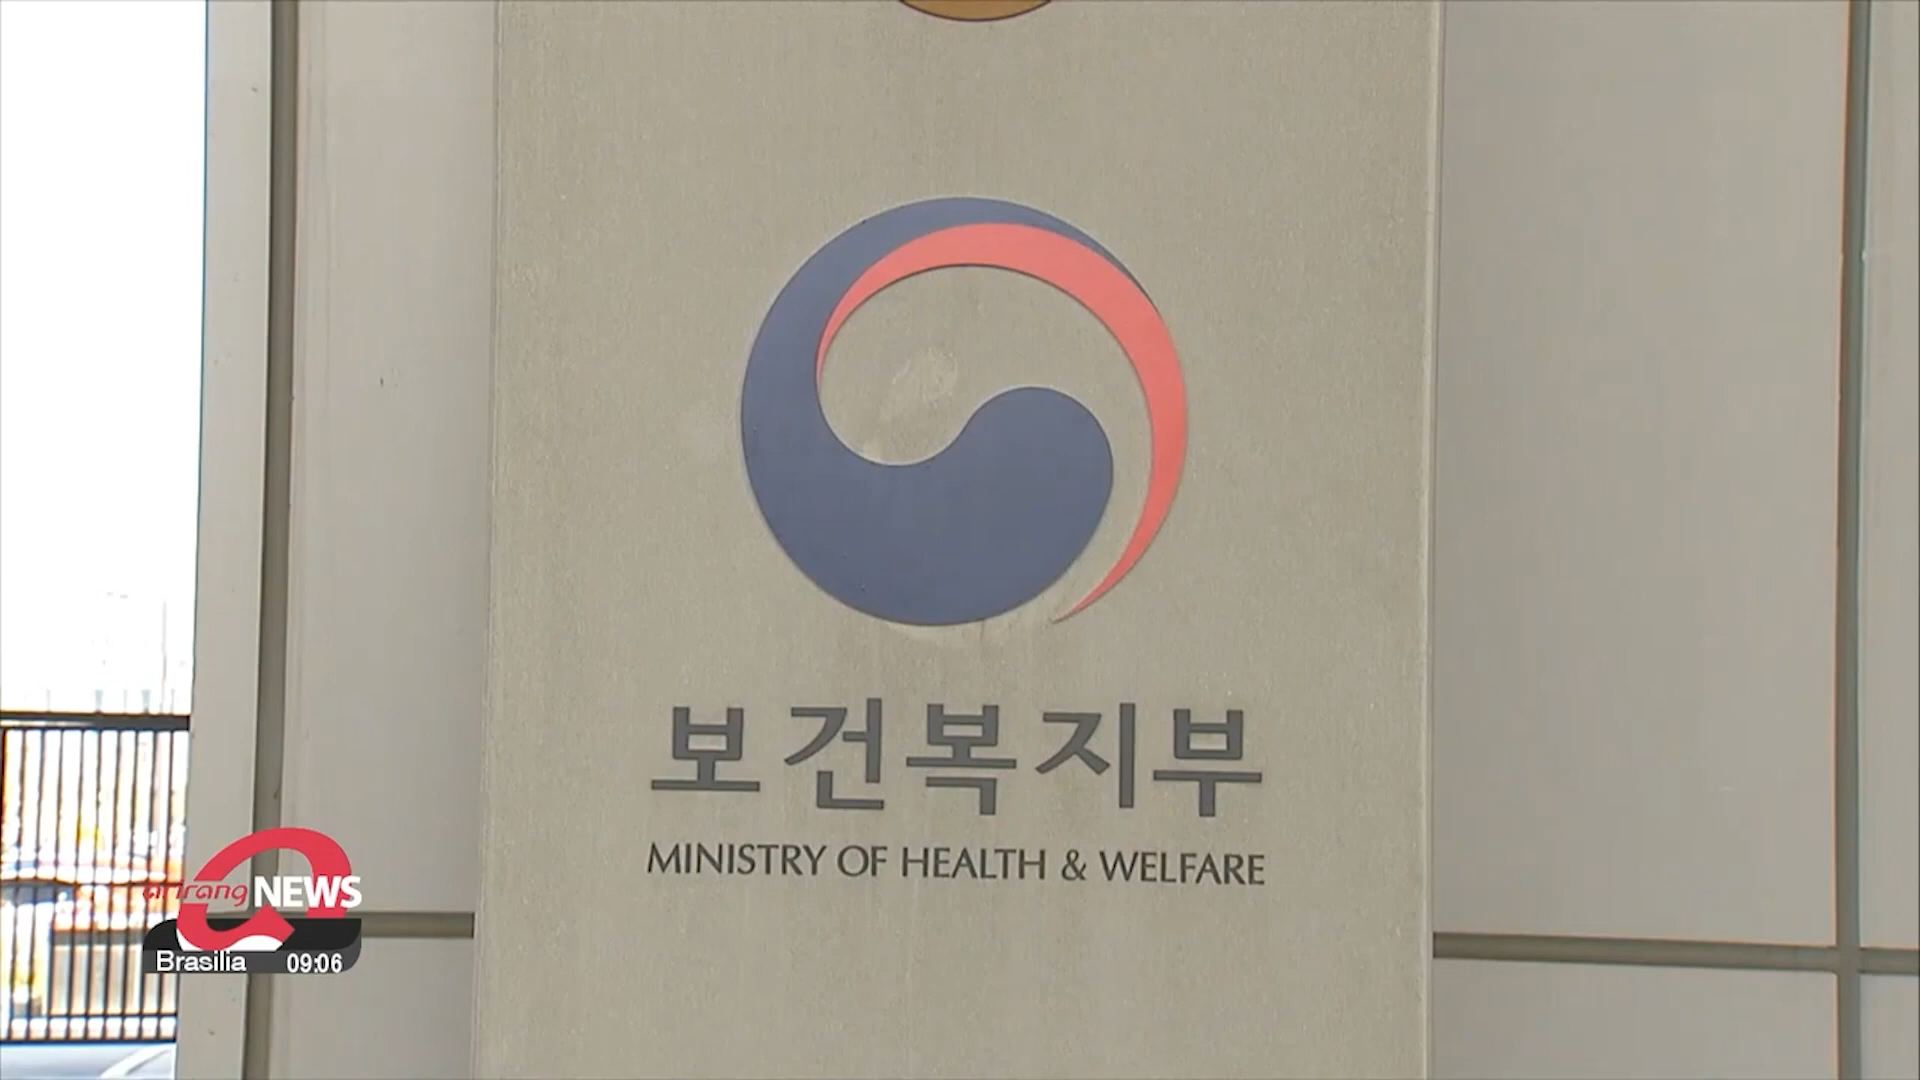 보건복지부
MINISTRY OF HEALTH & WELFARE
arirang NEWS
Brasilia 09:06